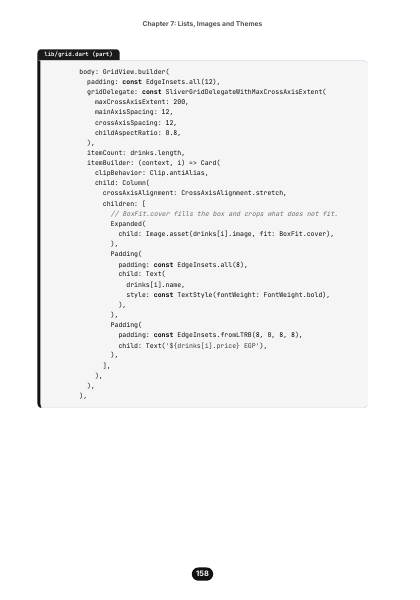 Chapter 7: Lists, Images and Themes
lib/grid.dart (part)
body: GridView.builder(
padding: const EdgeInsets.all(12),
gridDelegate: const SliverGridDelegateWithMaxCrossAxisExtent(
maxCrossAxisExtent: 200,
mainAxisSpacing: 12,
crossAxisSpacing: 12,
childAspectRatio: 0.8,
),
itemCount: drinks.length,
itemBuilder: (context, i) => Card(
clipBehavior: Clip.antiAlias,
child: Column(
crossAxisAlignment: CrossAxisAlignment.stretch,
children: [
// BoxFit.cover fills the box and crops what does not fit.
Expanded(
child: Image.asset(drinks[i].image, fit: BoxFit.cover),
),
Padding(
padding: const EdgeInsets.all(8),
child: Text(
drinks[i].name,
style: const TextStyle(fontWeight: FontWeight.bold),
),
),
Padding(
padding: const EdgeInsets.fromLTRB(8, 0, 8, 8),
child: Text('${drinks[i].price} EGP'),
),
],
),
),
),
158